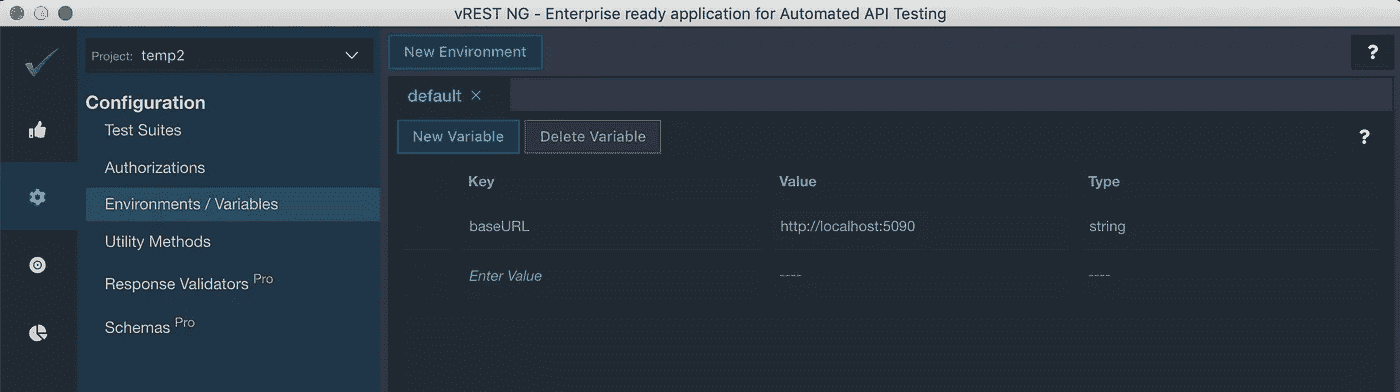 vREST NG - Enterprise ready application for Automated API Testing
Project: temp2
New Environment
?
Configuration
default ×
Test Suites
New Variable Delete Variable
?
Authorizations
Key Value Type
Environments / Variables
baseURL http://localhost:5090 string
Utility Methods
Enter Value ---- ----
Response Validators Pro
Schemas Pro